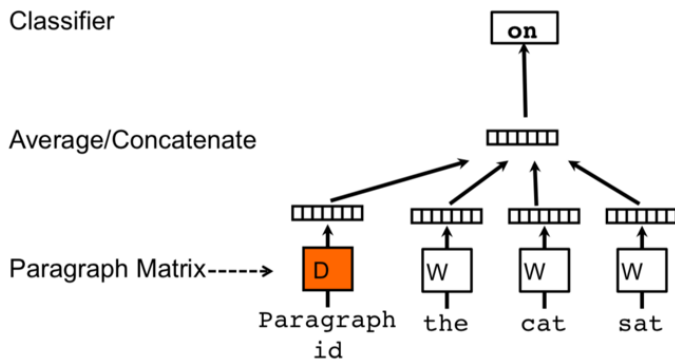 Classifier
on
Average/Concatenate
Paragraph Matrix
D
W
W
W
Paragraph
id
the
cat
sat